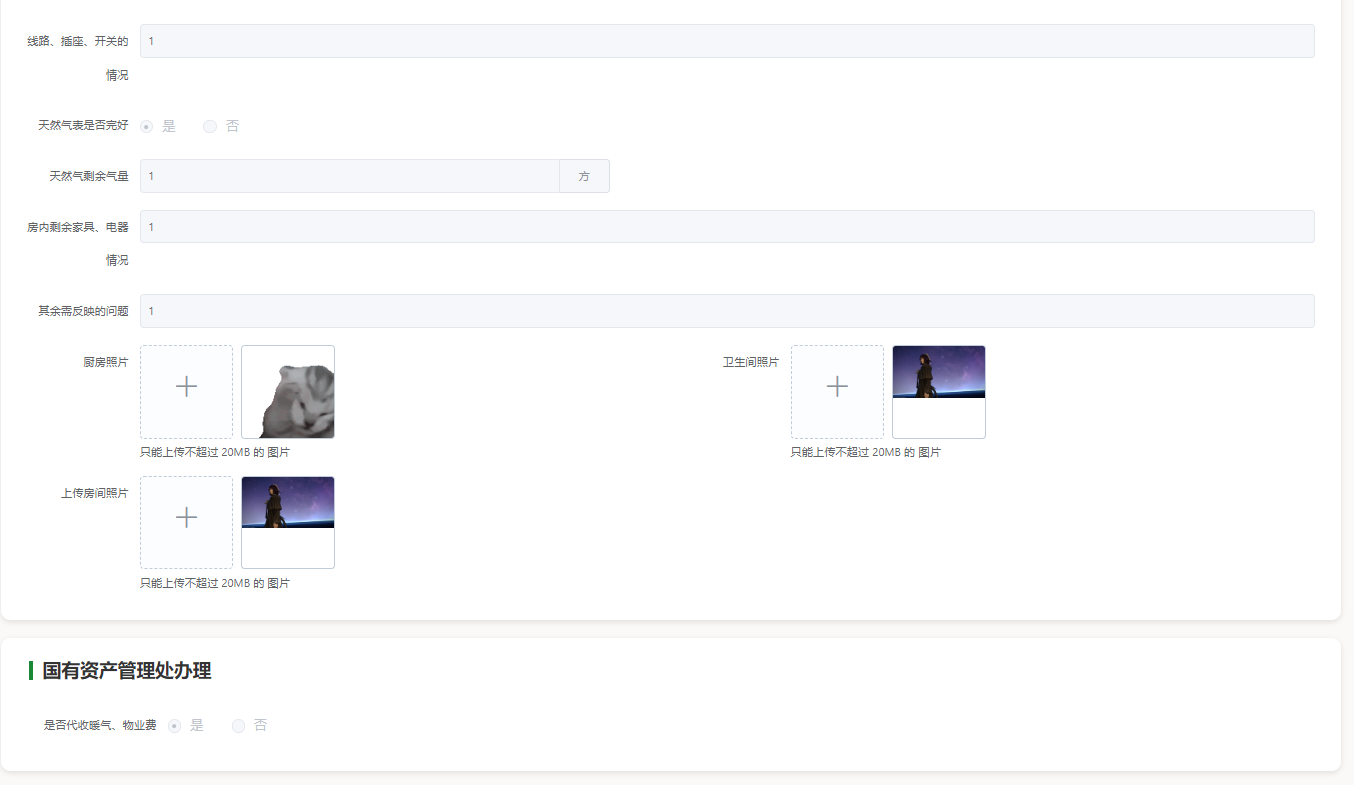 线路、插座、开关的
1
情况
天然气表是否完好
是
否
天然气剩余气量
1
方
房内剩余家具、电器
1
情况
其余需反映的问题
1
厨房照片
卫生间照片
只能上传不超过 20MB 的 图片
只能上传不超过 20MB 的 图片
上传房间照片
只能上传不超过 20MB 的 图片
国有资产管理处办理
是否代收暖气、物业费
是
否